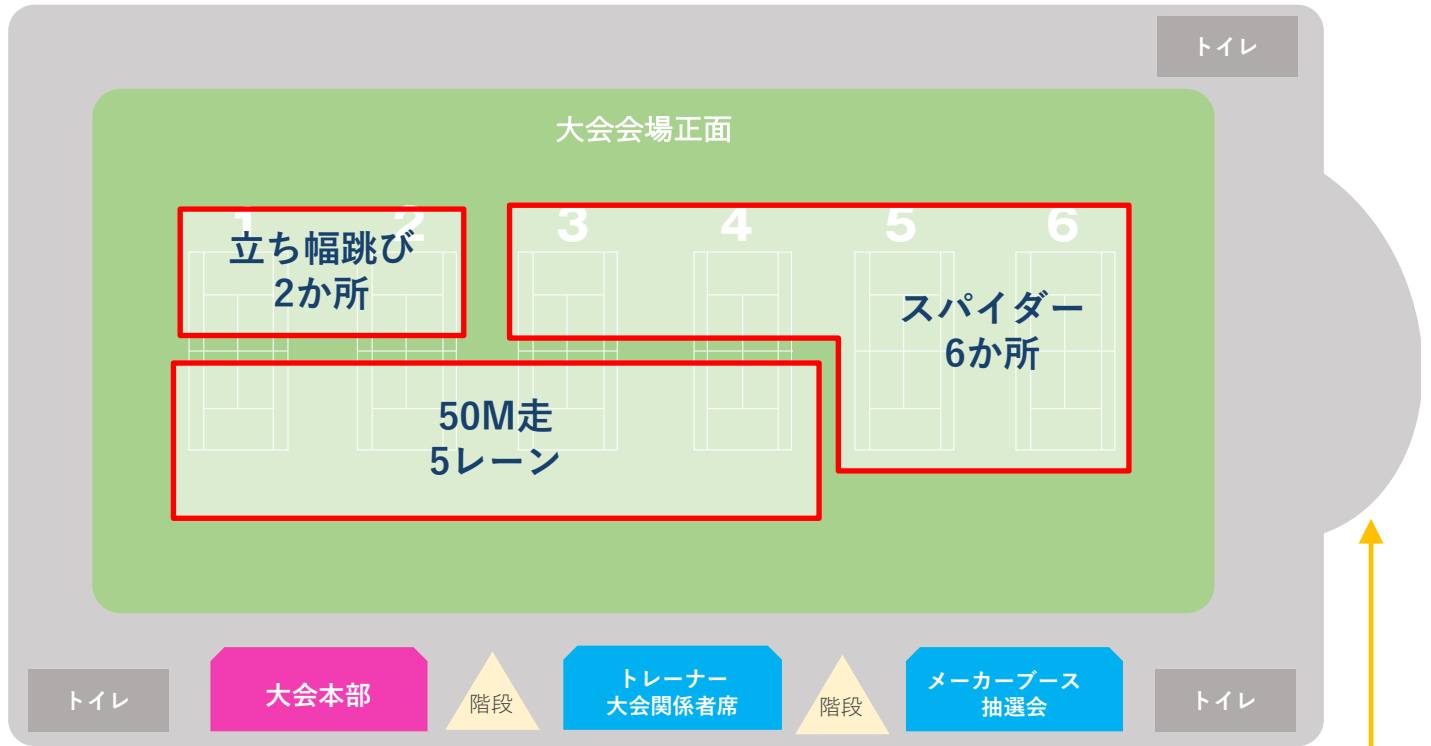 トイレ
大会会場正面
1
2
3
4
5
6
立ち幅跳び
2か所
スパイダー
6か所
50M走
5レーン
トイレ
大会本部
階段
トレーナー
大会関係者席
階段
メーカーブース
抽選会
トイレ